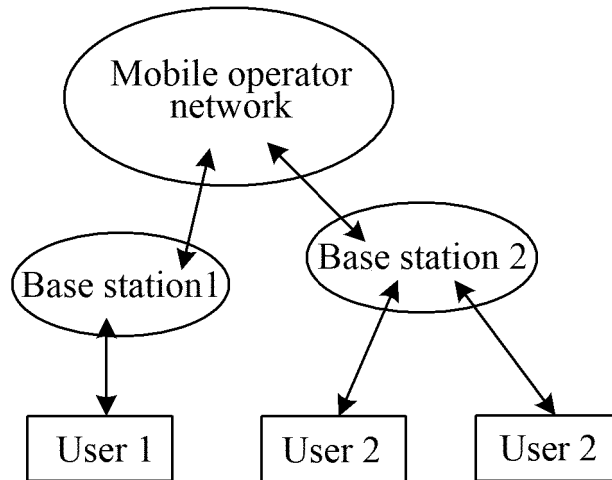 Mobile operator
network
Base station1
Base station 2
User 1
User 2
User 2